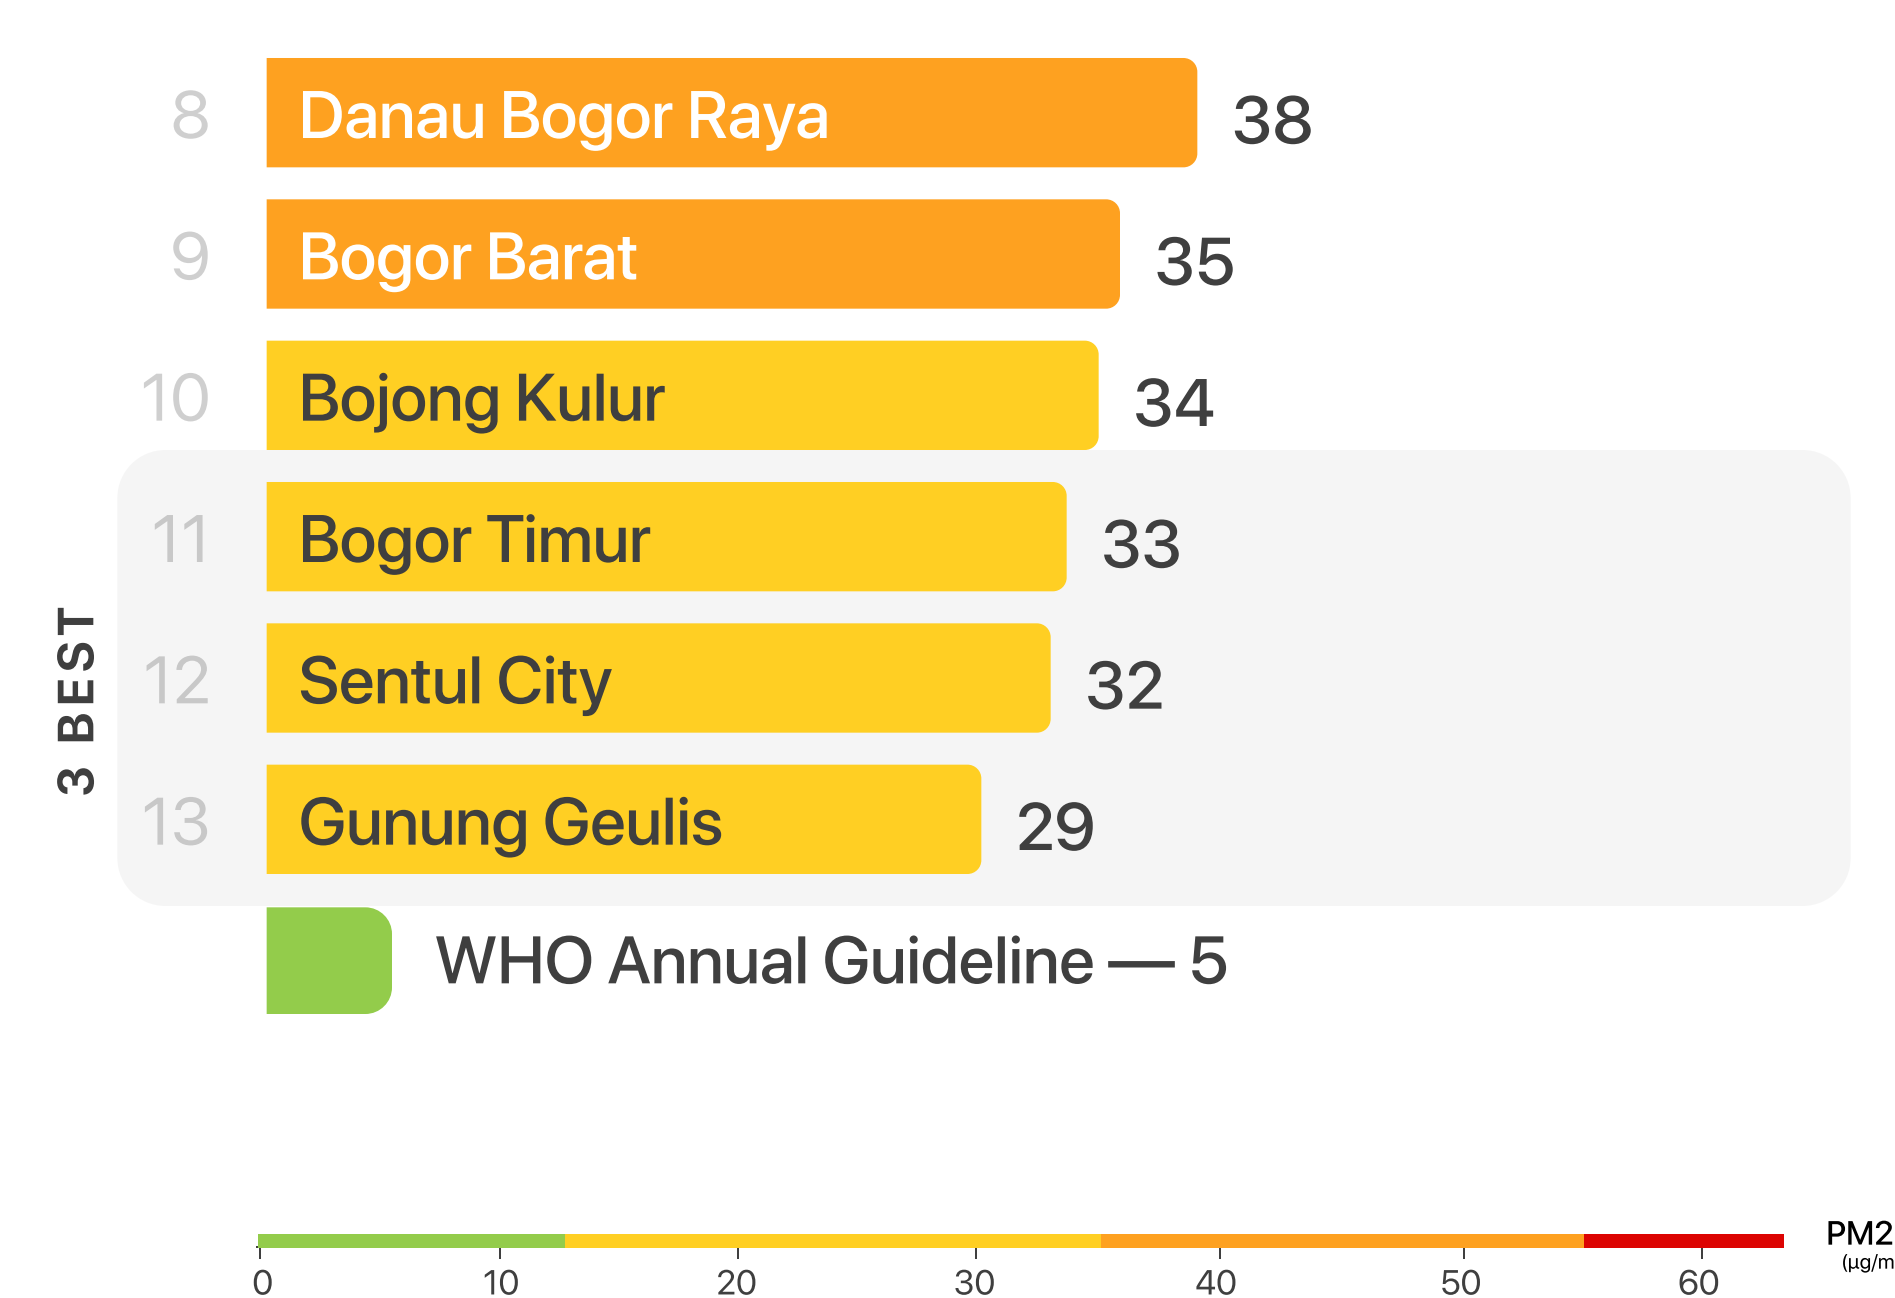 8 Danau Bogor Raya 38
9 Bogor Barat 35
10 Bojong Kulur 34
11 Bogor Timur 33
12 Sentul City 32
13 Gunung Geulis 29
3 BEST
WHO Annual Guideline — 5
PM2
(µg/m
0 10 20 30 40 50 60